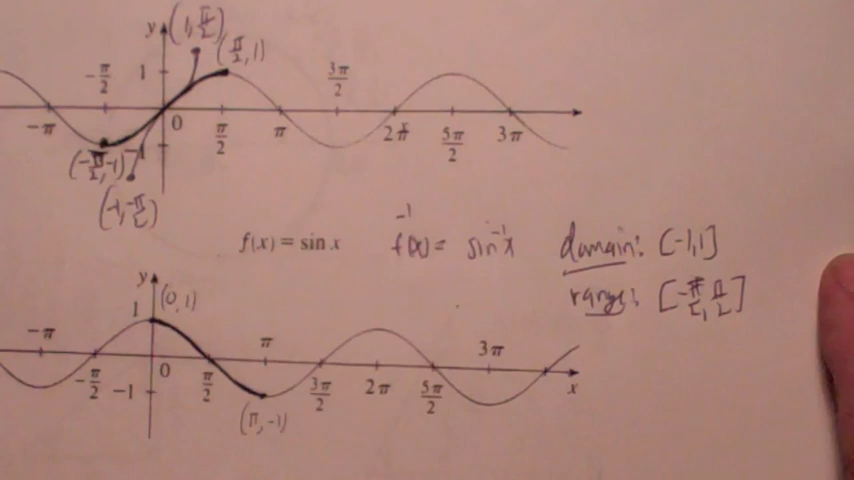 y (1, π/2) (π/2, 1)
-π/2 1 3π/2
-π 0 π/2 π 2π 5π/2 3π
(-π/2, -1) -1
(-1, -π/2)
f(x) = sin x f⁻¹(x) = sin⁻¹x domain: [-1,1]
range: [-π/2, π/2]
y (0, 1)
1
-π π 3π
0
-π/2 -1 π/2 3π/2 2π 5π/2 x
(π, -1)